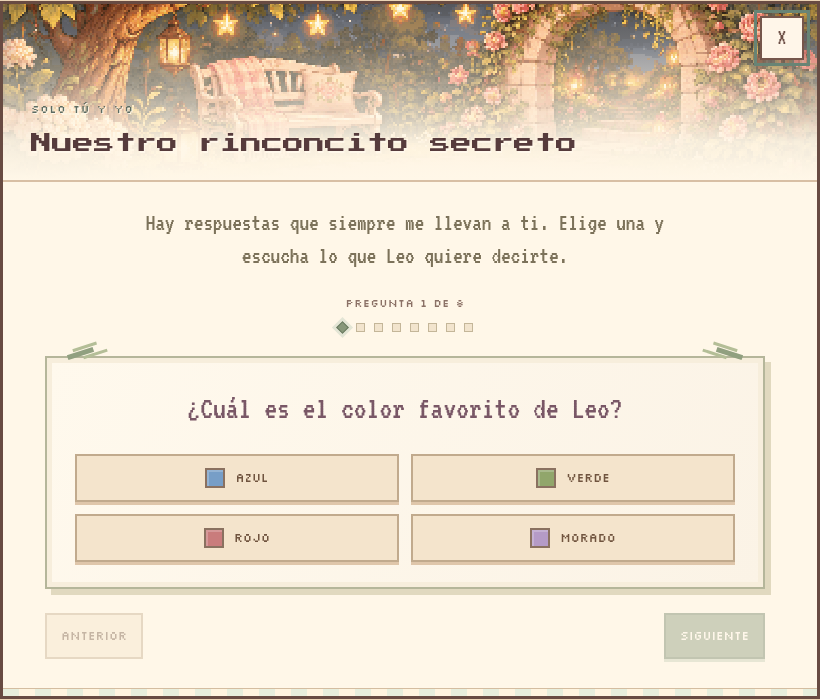 X
SOLO TÚ Y YO
Nuestro rinconcito secreto
Hay respuestas que siempre me llevan a ti. Elige una y
escucha lo que Leo quiere decirte.
PREGUNTA 1 DE 8
¿Cuál es el color favorito de Leo?
AZUL
VERDE
ROJO
MORADO
ANTERIOR
SIGUIENTE